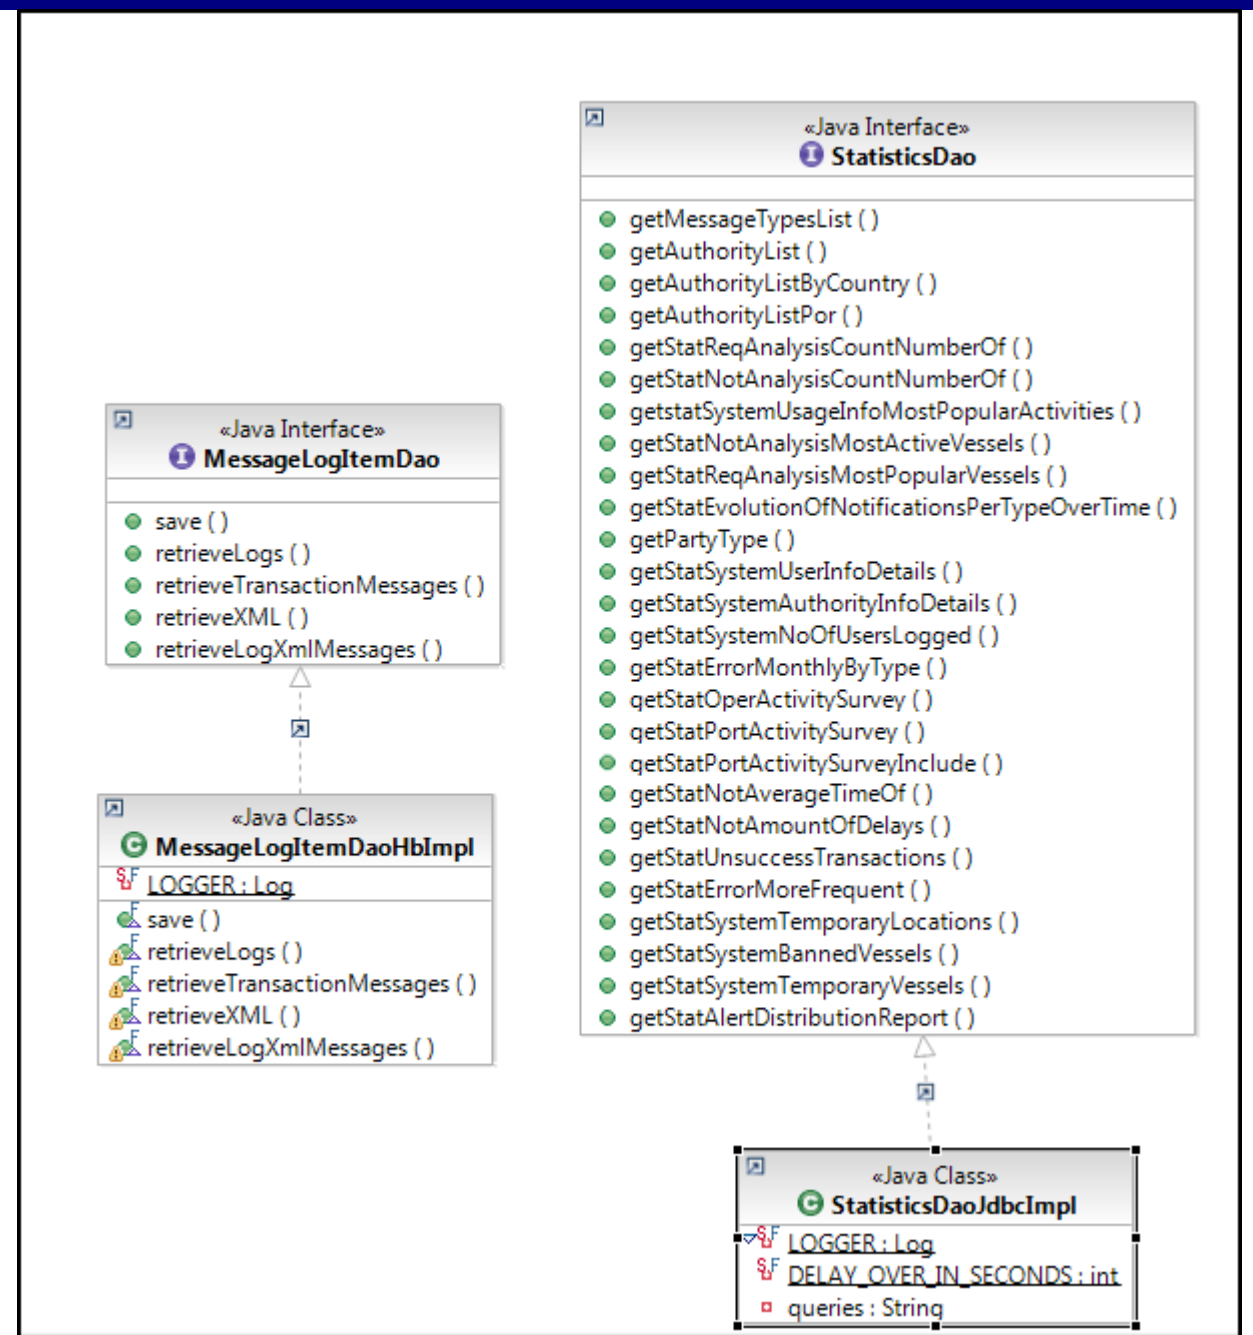 «Java Interface»
StatisticsDao
getMessageTypesList ( )
getAuthorityList ( )
getAuthorityListByCountry ( )
getAuthorityListPor ( )
getStatReqAnalysisCountNumberOf ( )
getStatNotAnalysisCountNumberOf ( )
getstatSystemUsageInfoMostPopularActivities ( )
getStatNotAnalysisMostActiveVessels ( )
getStatReqAnalysisMostPopularVessels ( )
getStatEvolutionOfNotificationsPerTypeOverTime ( )
getPartyType ( )
getStatSystemUserInfoDetails ( )
getStatSystemAuthorityInfoDetails ( )
getStatSystemNoOfUsersLogged ( )
getStatErrorMonthlyByType ( )
getStatOperActivitySurvey ( )
getStatPortActivitySurvey ( )
getStatPortActivitySurveyInclude ( )
getStatNotAverageTimeOf ( )
getStatNotAmountOfDelays ( )
getStatUnsuccessTransactions ( )
getStatErrorMoreFrequent ( )
getStatSystemTemporaryLocations ( )
getStatSystemBannedVessels ( )
getStatSystemTemporaryVessels ( )
getStatAlertDistributionReport ( )
«Java Interface»
MessageLogItemDao
save ( )
retrieveLogs ( )
retrieveTransactionMessages ( )
retrieveXML ( )
retrieveLogXmlMessages ( )
«Java Class»
MessageLogItemDaoHbImpl
LOGGER : Log
save ( )
retrieveLogs ( )
retrieveTransactionMessages ( )
retrieveXML ( )
retrieveLogXmlMessages ( )
«Java Class»
StatisticsDaoJdbcImpl
LOGGER : Log
DELAY_OVER_IN_SECONDS : int
queries : String